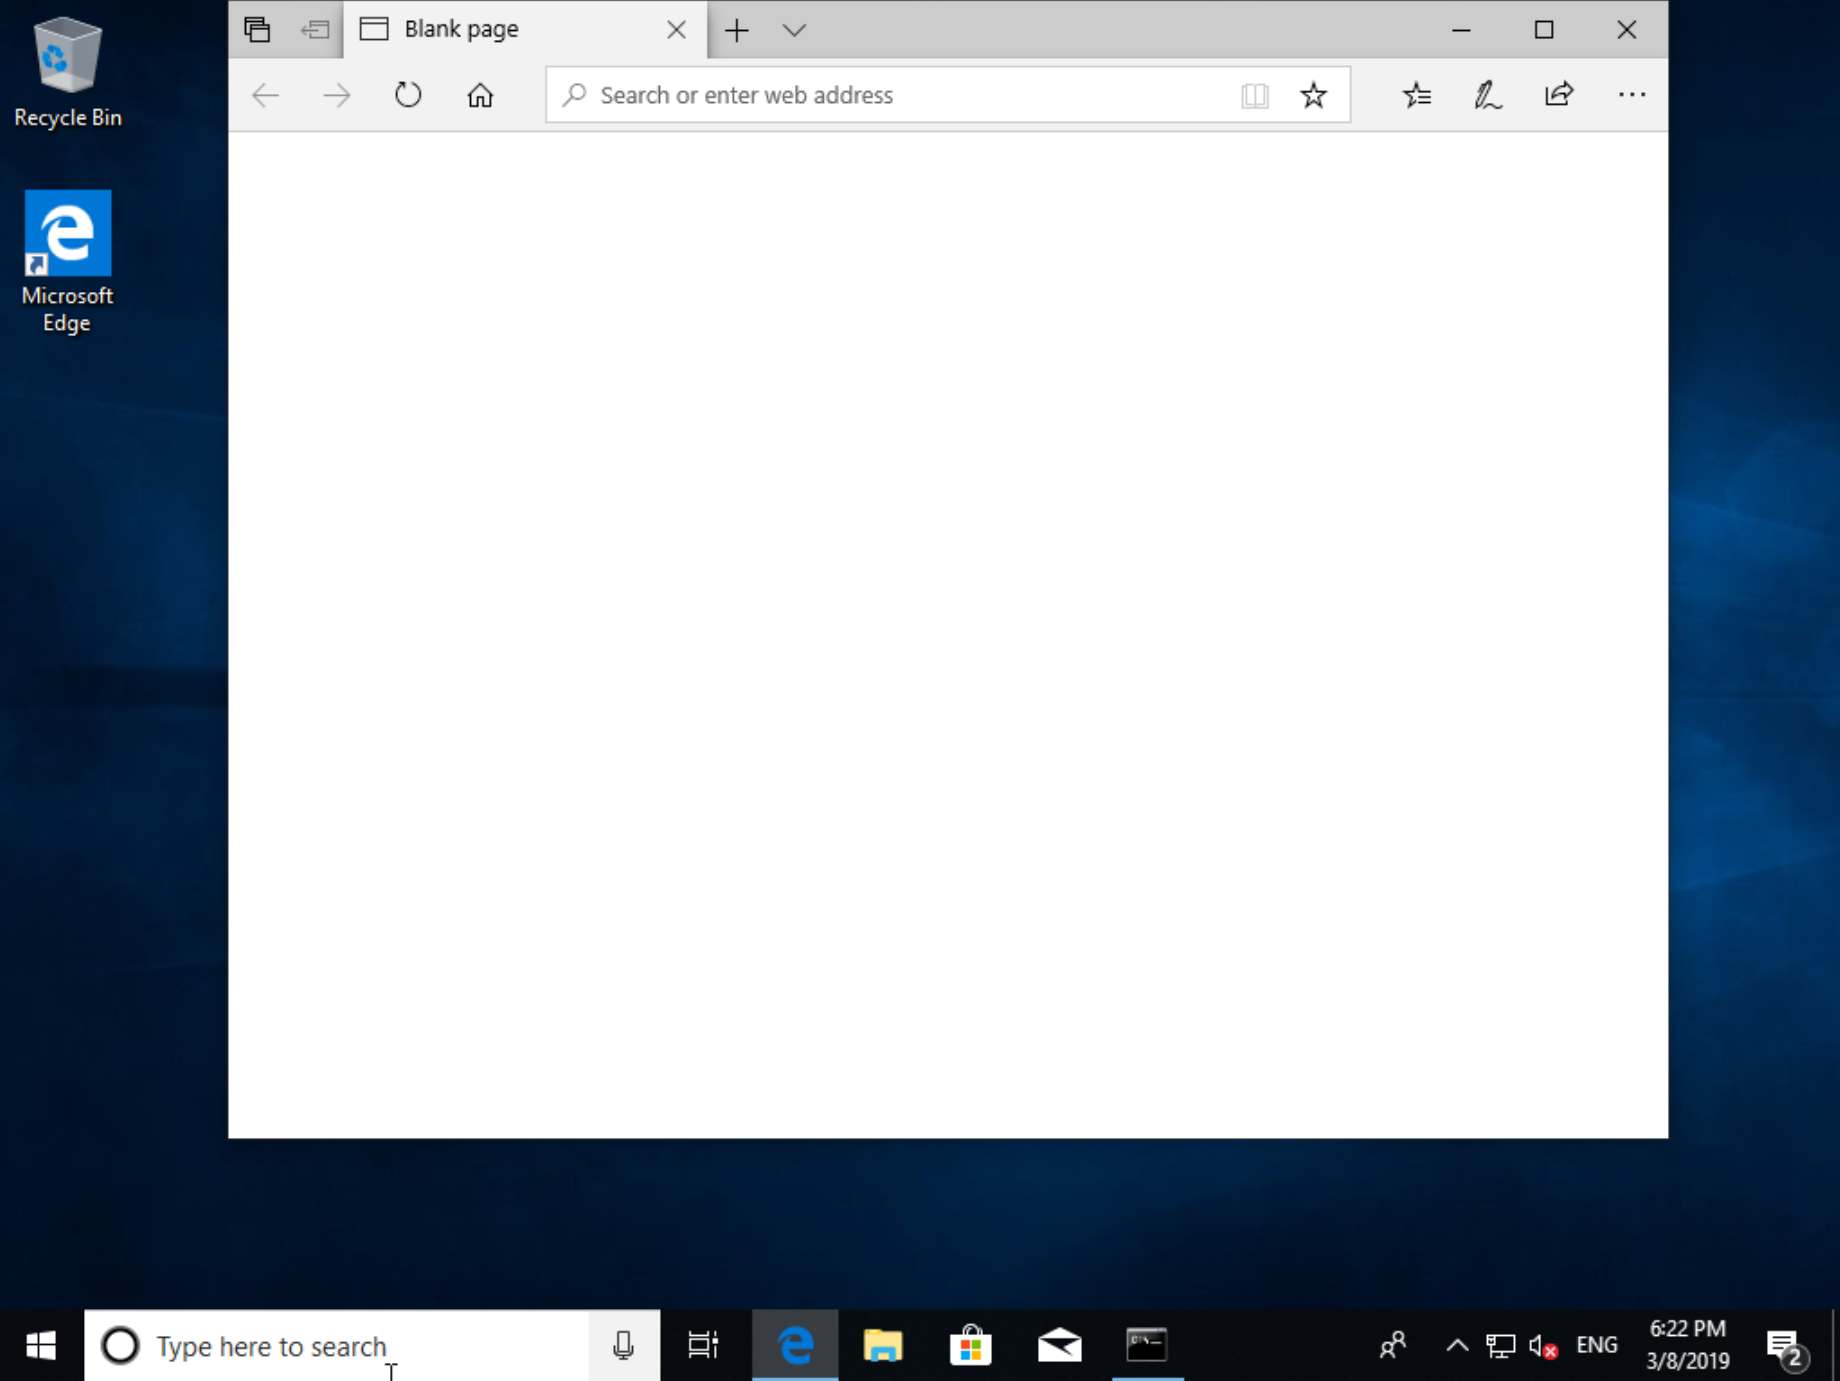 Recycle Bin
Microsoft
Edge
Blank page
Search or enter web address
Type here to search
ENG
6:22 PM
3/8/2019
2